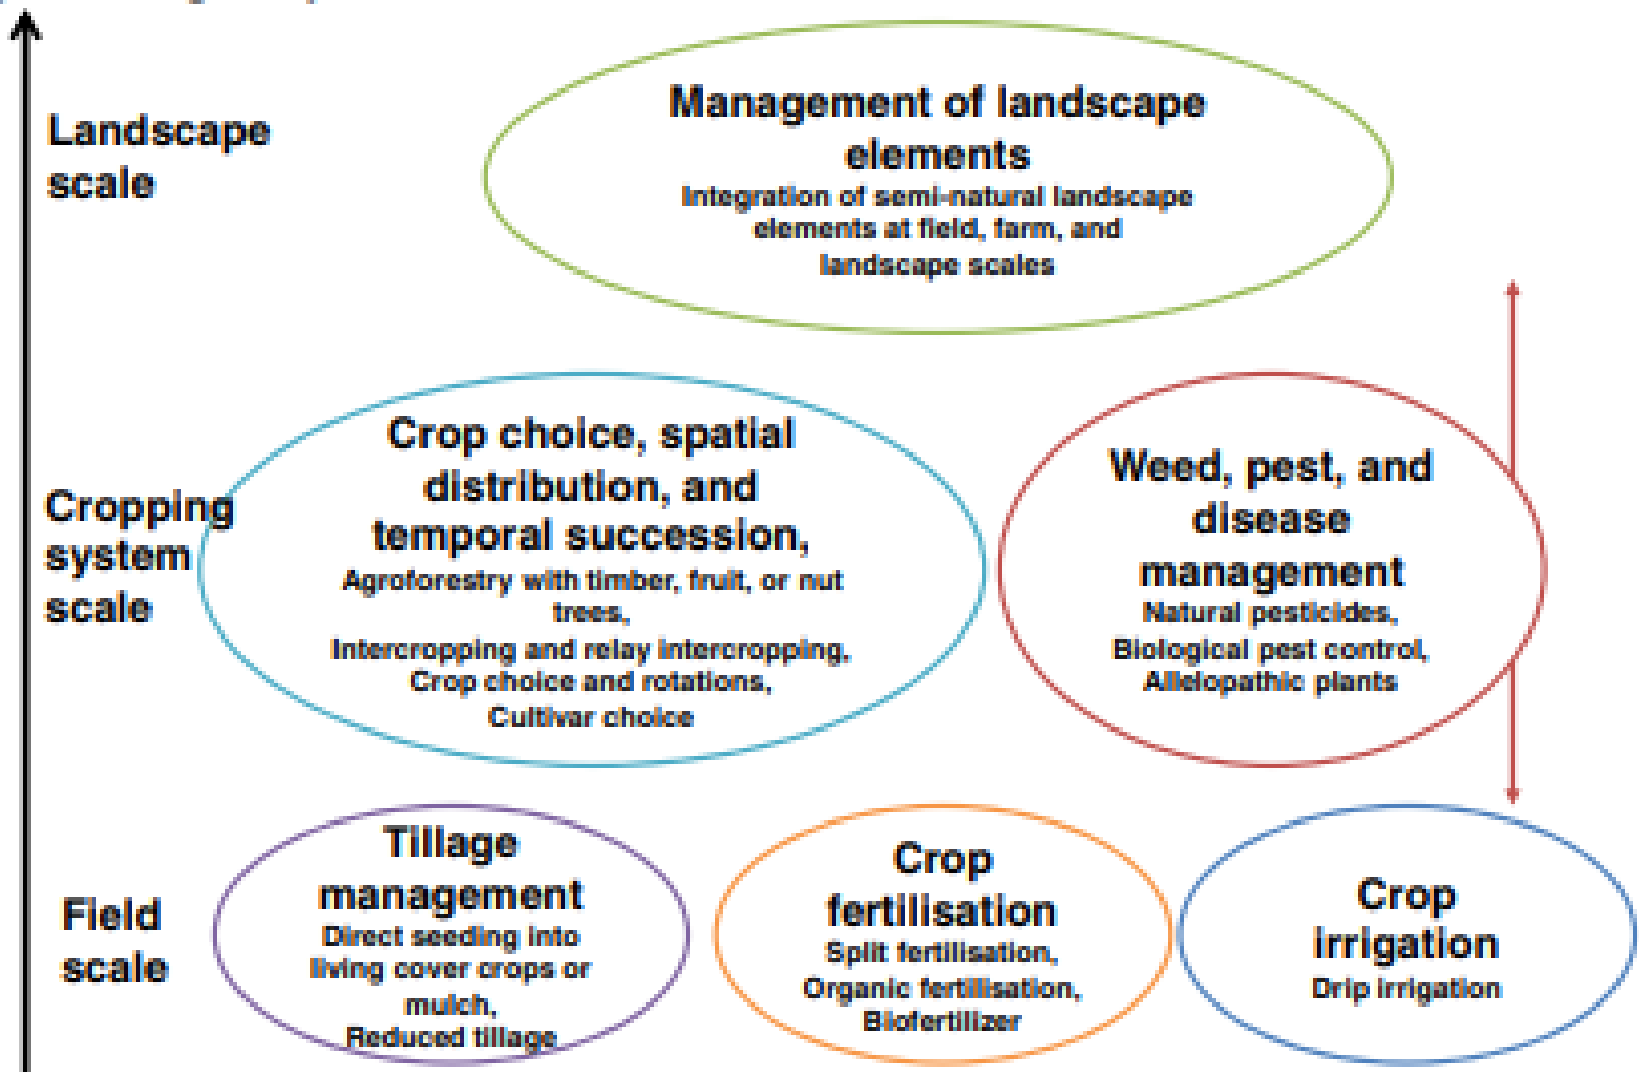 Landscape
scale
Management of landscape
elements
Integration of semi-natural landscape
elements at field, farm, and
landscape scales
Cropping
system
scale
Crop choice, spatial
distribution, and
temporal succession,
Agroforestry with timber, fruit, or nut
trees,
Intercropping and relay intercropping,
Crop choice and rotations,
Cultivar choice
Weed, pest, and
disease
management
Natural pesticides,
Biological pest control,
Allelopathic plants
Field
scale
Tillage
management
Direct seeding into
living cover crops or
mulch,
Reduced tillage
Crop
fertilisation
Split fertilisation,
Organic fertilisation,
Biofertilizer
Crop
irrigation
Drip irrigation